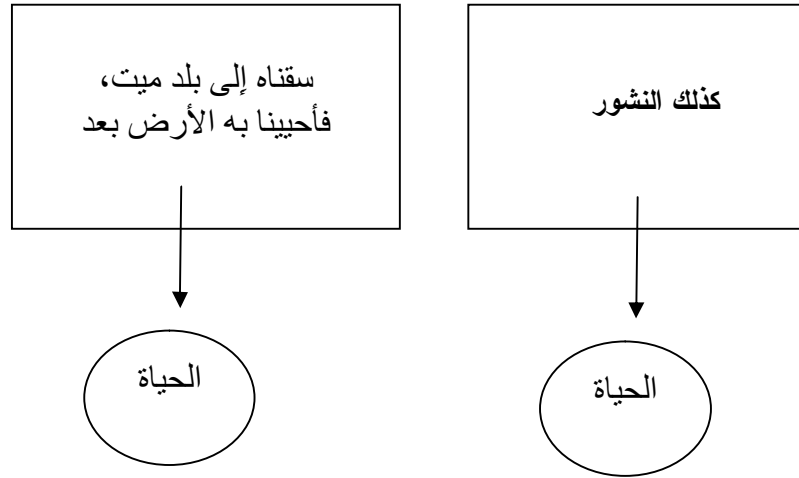 كذلك النشور
سقناه إلى بلد ميت،
فأحيينا به الأرض بعد
الحياة
الحياة